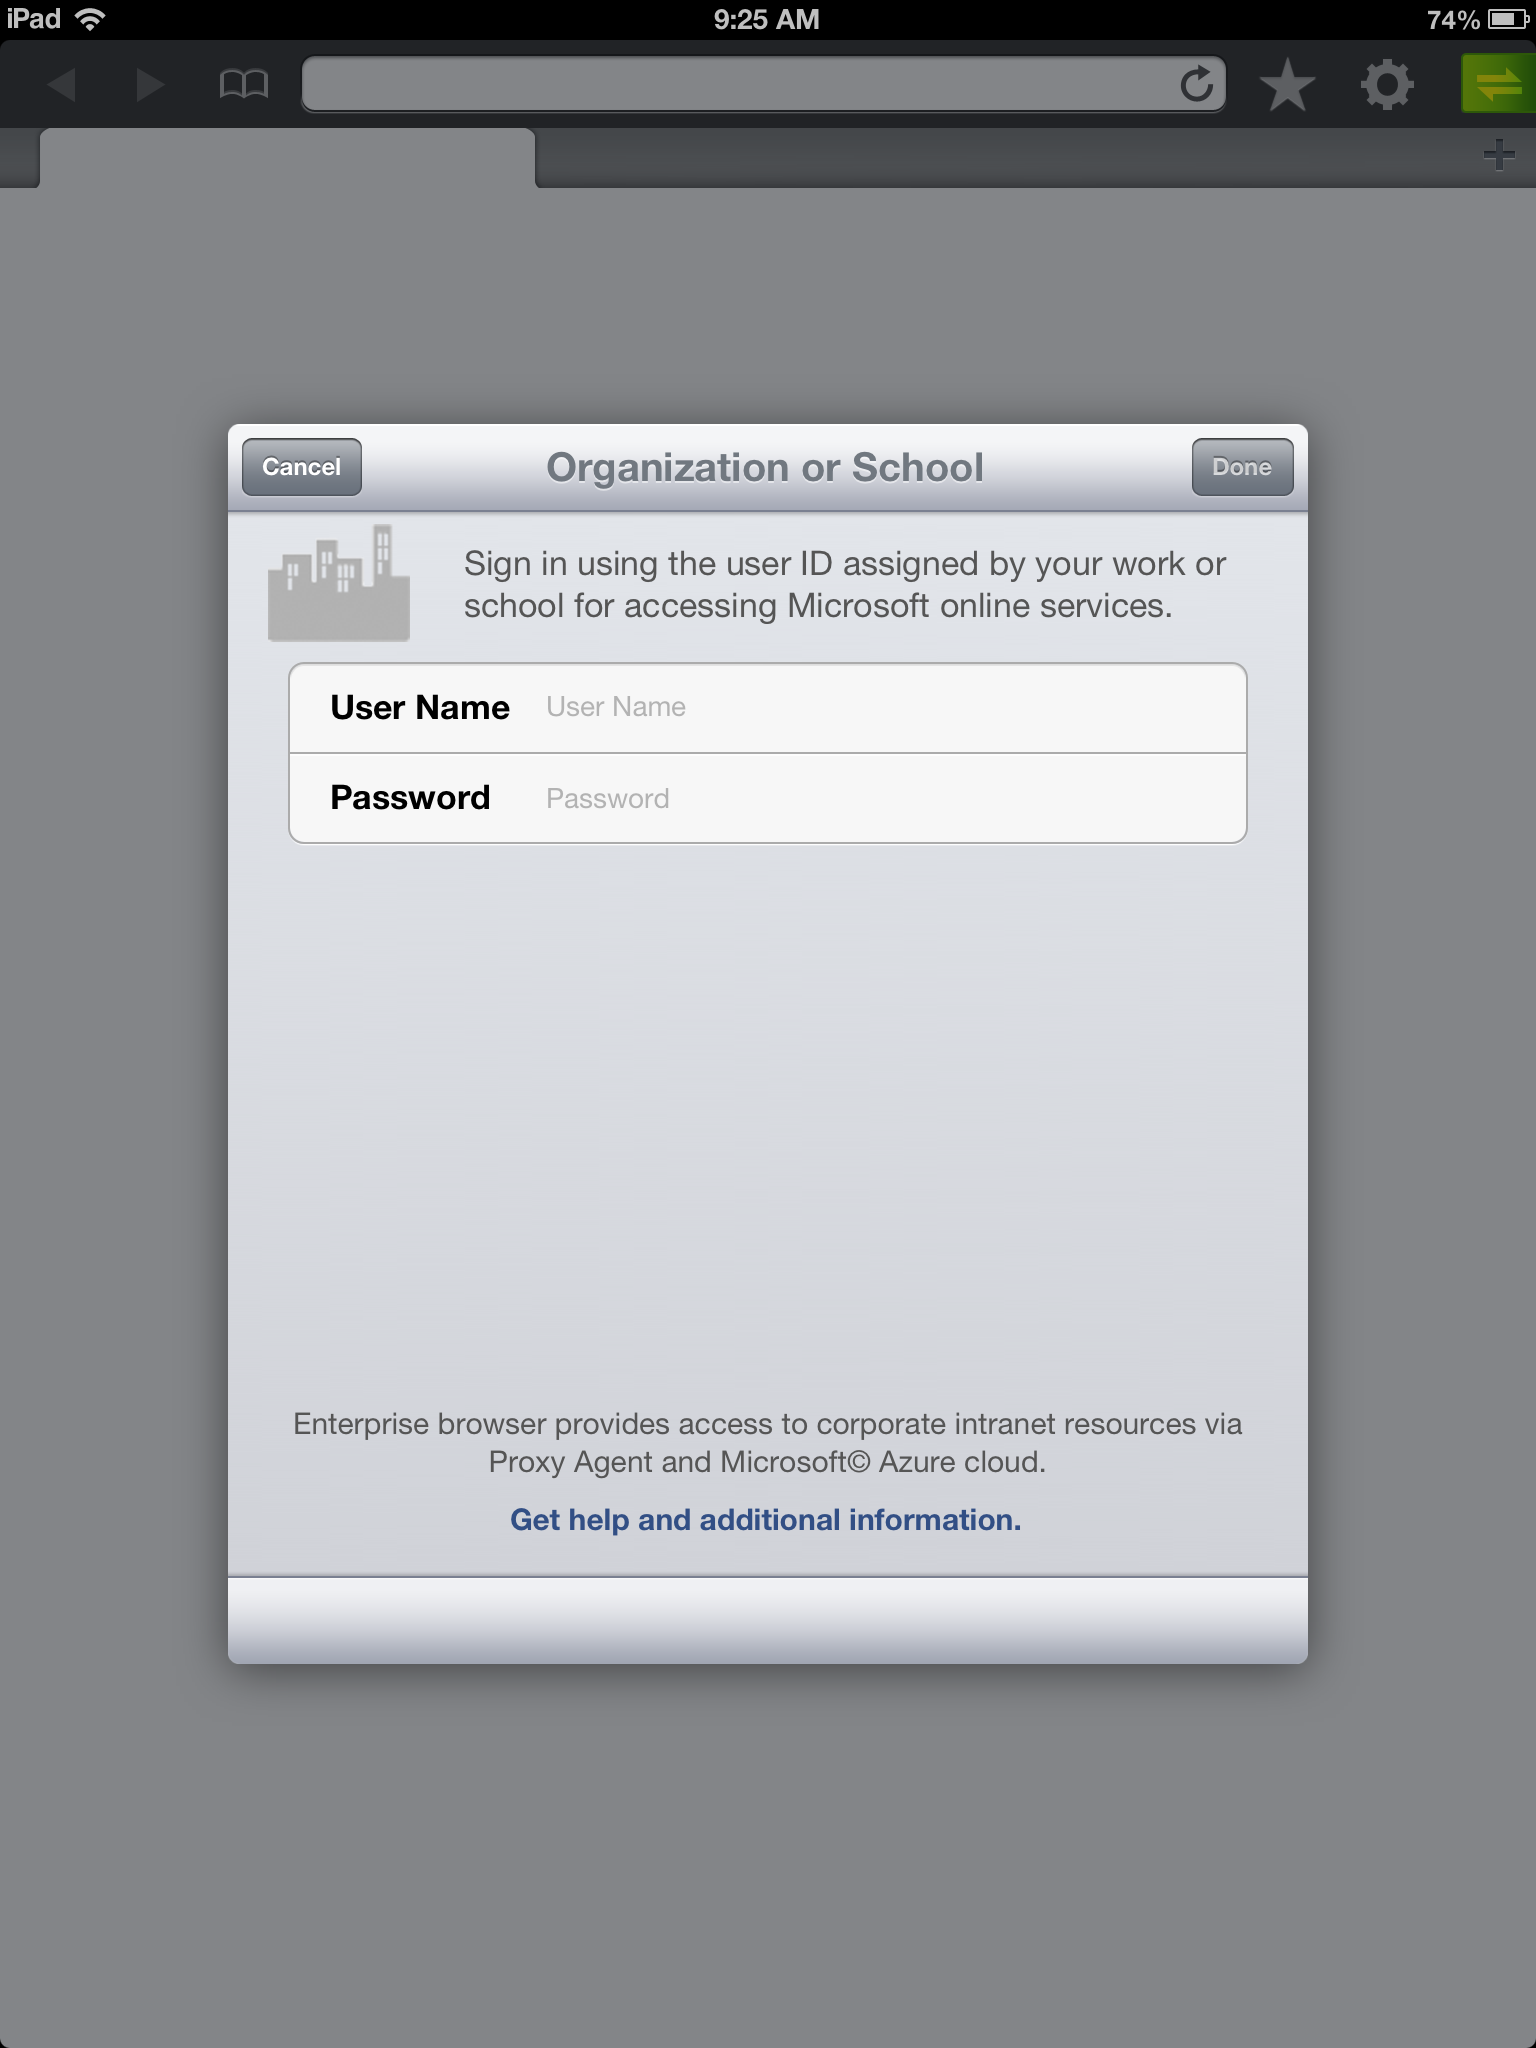 iPad 9:25 AM 74%
Cancel Organization or School Done
Sign in using the user ID assigned by your work or
school for accessing Microsoft online services.
User Name User Name
Password Password
Enterprise browser provides access to corporate intranet resources via
Proxy Agent and Microsoft© Azure cloud.
Get help and additional information.